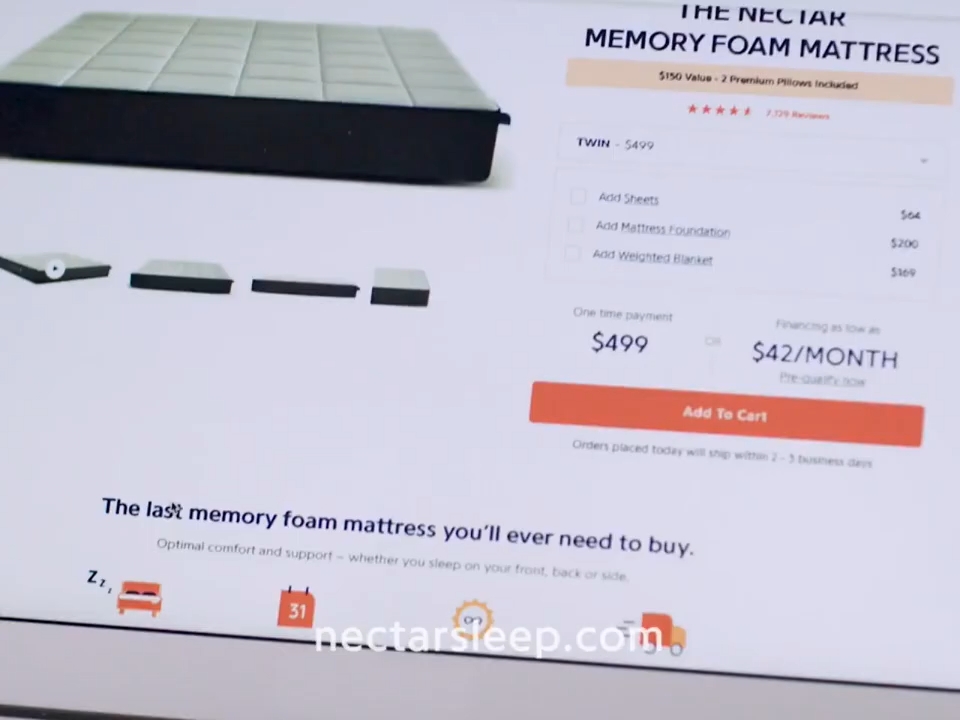 THE NECTAR
MEMORY FOAM MATTRESS
$150 Value - 2 Premium Pillows Included
7,129 Reviews
TWIN - $499
Add Sheets $64
Add Mattress Foundation $200
Add Weighted Blanket $169
One time payment
$499
OR
Financing as low as
$42/MONTH
Pre-qualify now
Add To Cart
Orders placed today will ship within 2 - 3 business days
The last memory foam mattress you'll ever need to buy.
Optimal comfort and support – whether you sleep on your front, back or side.
Z z z
31
nectarsleep.com